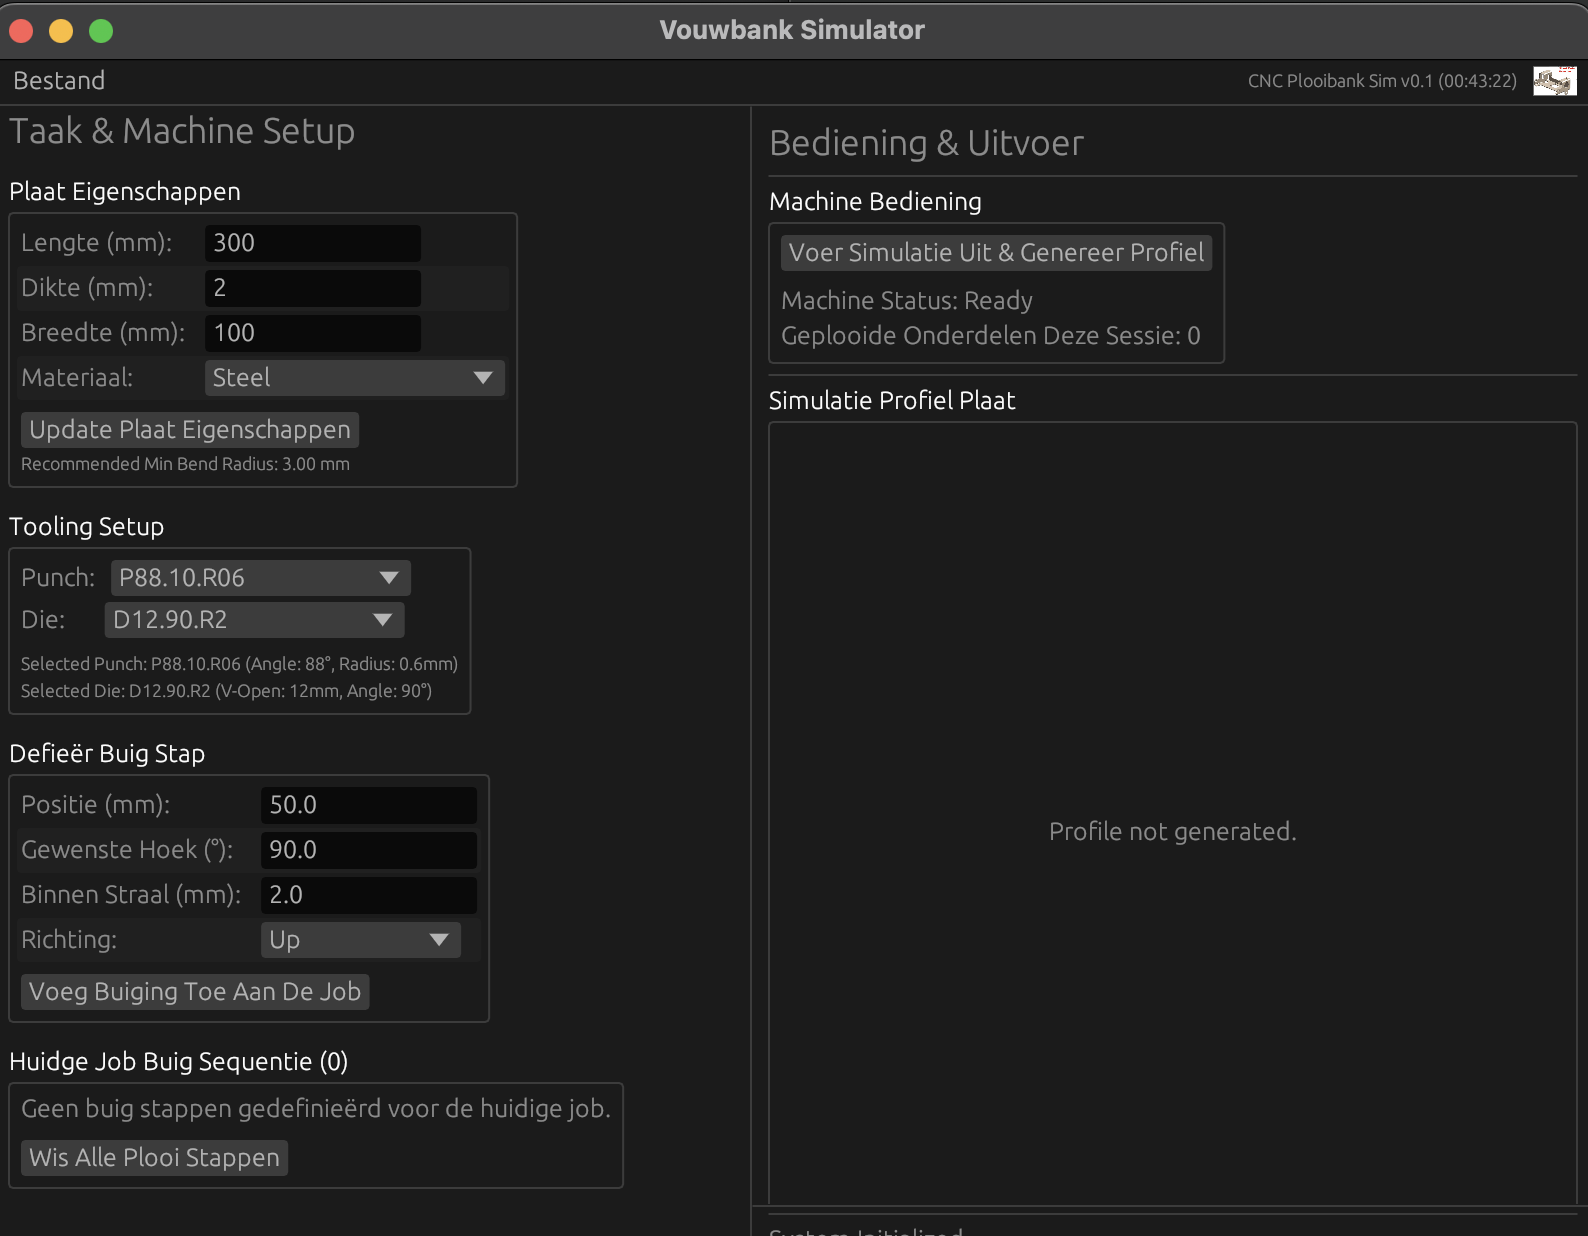 Vouwbank Simulator
Bestand
CNC Plooibank Sim v0.1 (00:43:22)
Taak & Machine Setup
Plaat Eigenschappen
Lengte (mm): 300
Dikte (mm): 2
Breedte (mm): 100
Materiaal: Steel
Update Plaat Eigenschappen
Recommended Min Bend Radius: 3.00 mm
Tooling Setup
Punch: P88.10.R06
Die: D12.90.R2
Selected Punch: P88.10.R06 (Angle: 88°, Radius: 0.6mm)
Selected Die: D12.90.R2 (V-Open: 12mm, Angle: 90°)
Defieër Buig Stap
Positie (mm): 50.0
Gewenste Hoek (°): 90.0
Binnen Straal (mm): 2.0
Richting: Up
Voeg Buiging Toe Aan De Job
Huidge Job Buig Sequentie (0)
Geen buig stappen gedefinieërd voor de huidige job.
Wis Alle Plooi Stappen
Bediening & Uitvoer
Machine Bediening
Voer Simulatie Uit & Genereer Profiel
Machine Status: Ready
Geplooide Onderdelen Deze Sessie: 0
Simulatie Profiel Plaat
Profile not generated.
System Initialized